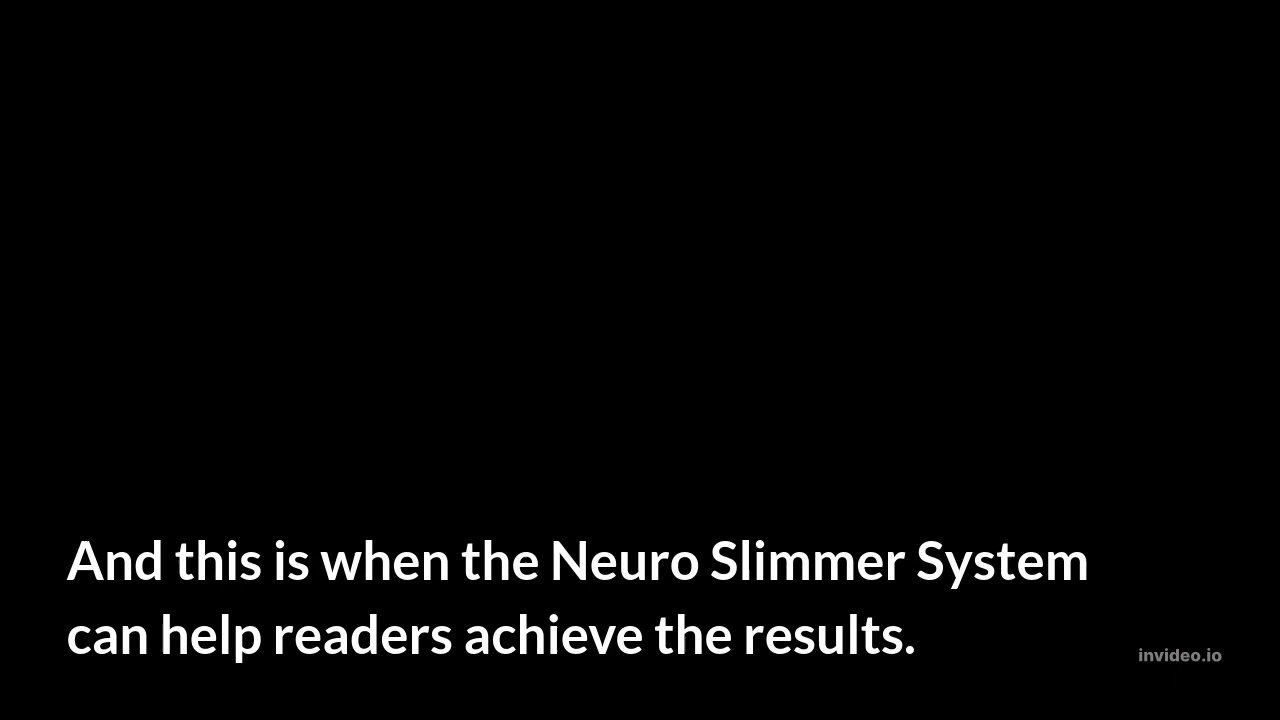 And this is when the Neuro Slimmer System
can help readers achieve the results.
invideo.io